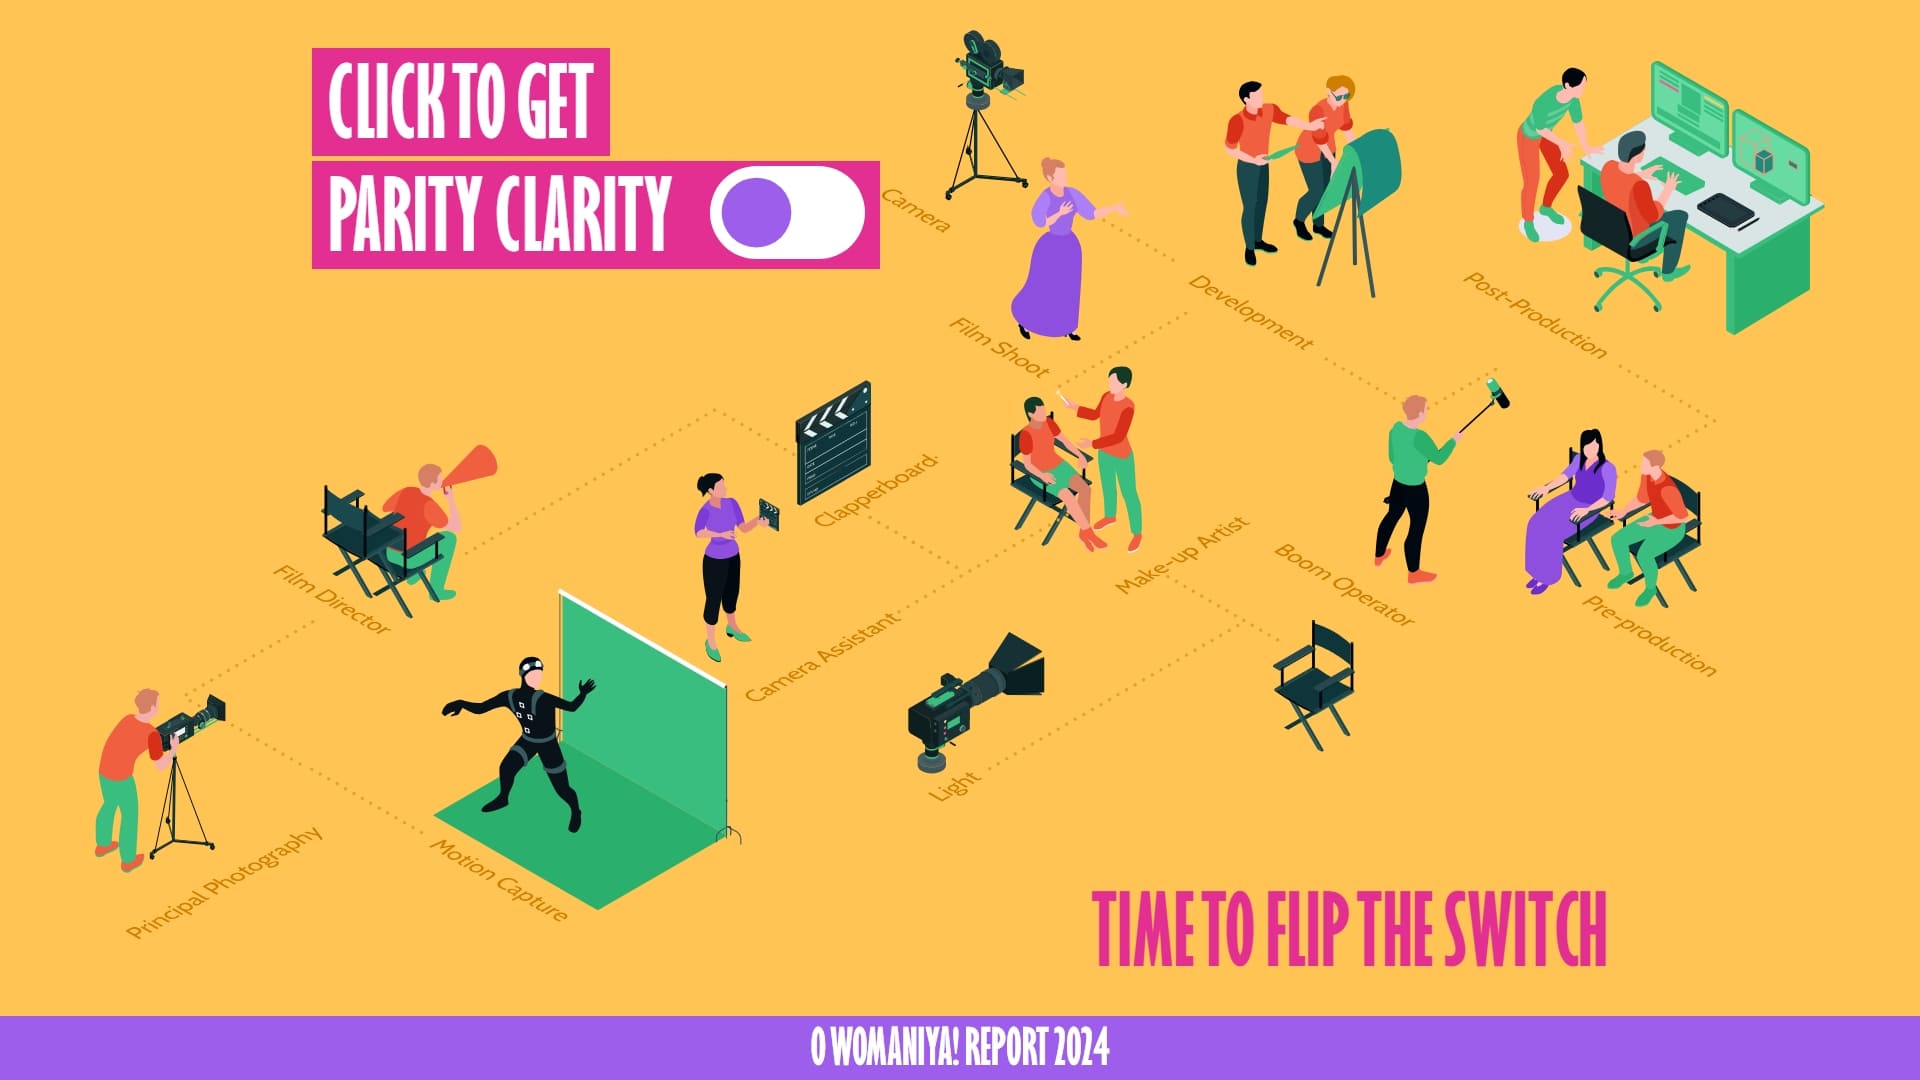 CLICK TO GET
PARITY CLARITY
Camera
Film Shoot
Development
Post-Production
Clapperboard
Film Director
Camera Assistant
Make-up Artist
Boom Operator
Pre-production
Light
Principal Photography
Motion Capture
TIME TO FLIP THE SWITCH
O WOMANIYA! REPORT 2024